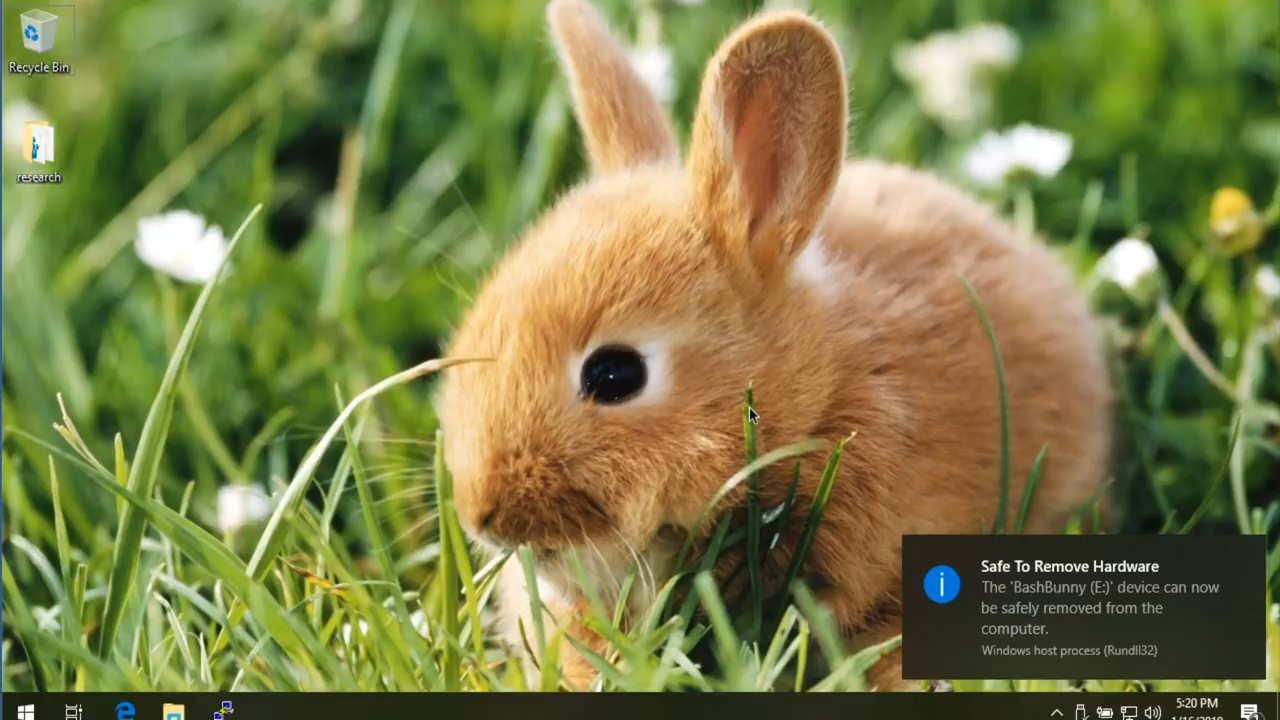 Recycle Bin
research
Safe To Remove Hardware
The 'BashBunny (E:)' device can now
be safely removed from the
computer.
Windows host process (Rundll32)
5:20 PM